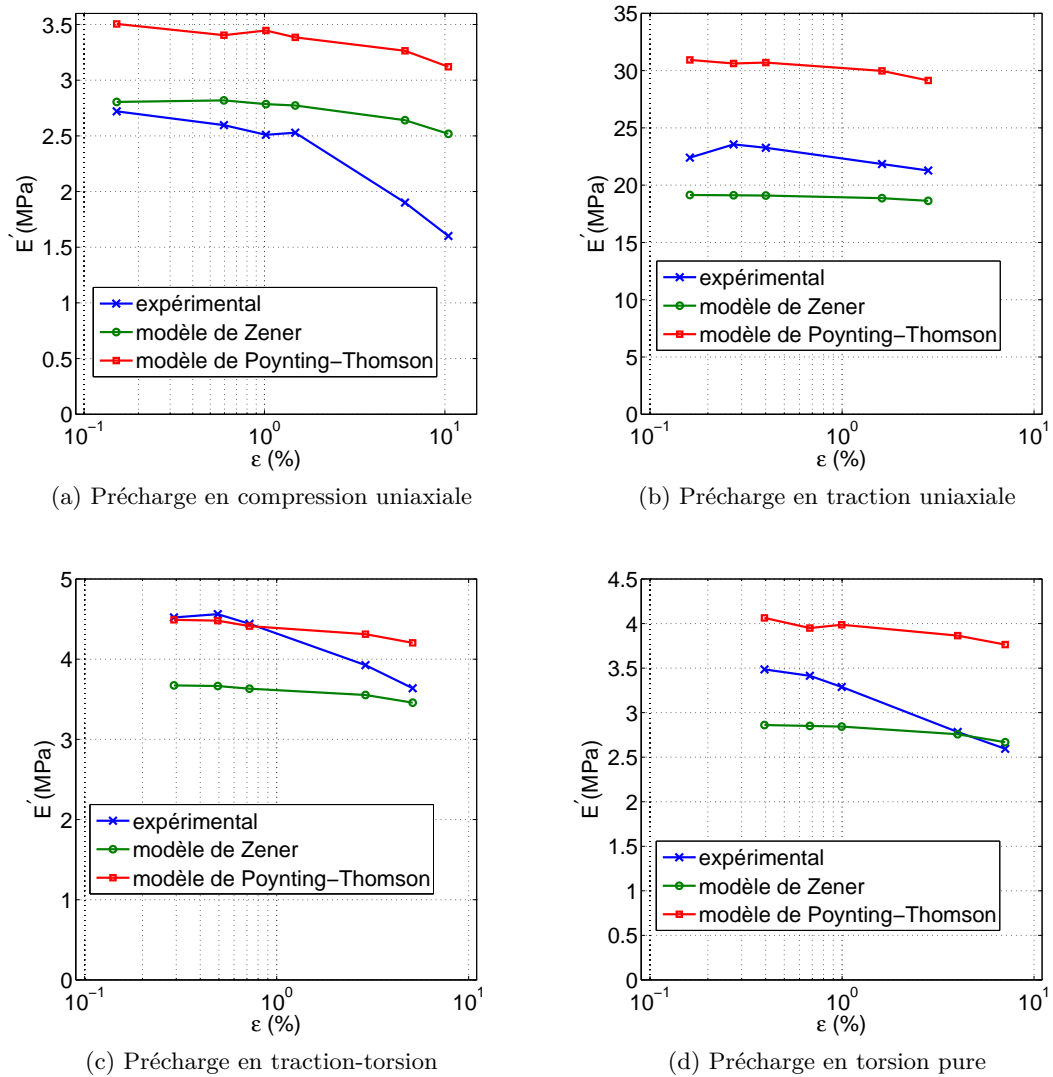 3.5
3
2.5
2
1.5
1
0.5
0
E′(MPa)
expérimental
modèle de Zener
modèle de Poynting−Thomson
10−1
100
101
ε (%)
(a) Précharge en compression uniaxiale
35
30
25
20
15
10
5
0
E′(MPa)
expérimental
modèle de Zener
modèle de Poynting−Thomson
10−1
100
101
ε (%)
(b) Précharge en traction uniaxiale
5
4
3
2
1
0
E′(MPa)
expérimental
modèle de Zener
modèle de Poynting−Thomson
10−1
100
101
ε (%)
(c) Précharge en traction-torsion
4.5
4
3.5
3
2.5
2
1.5
1
0.5
0
E′(MPa)
expérimental
modèle de Zener
modèle de Poynting−Thomson
10−1
100
101
ε (%)
(d) Précharge en torsion pure